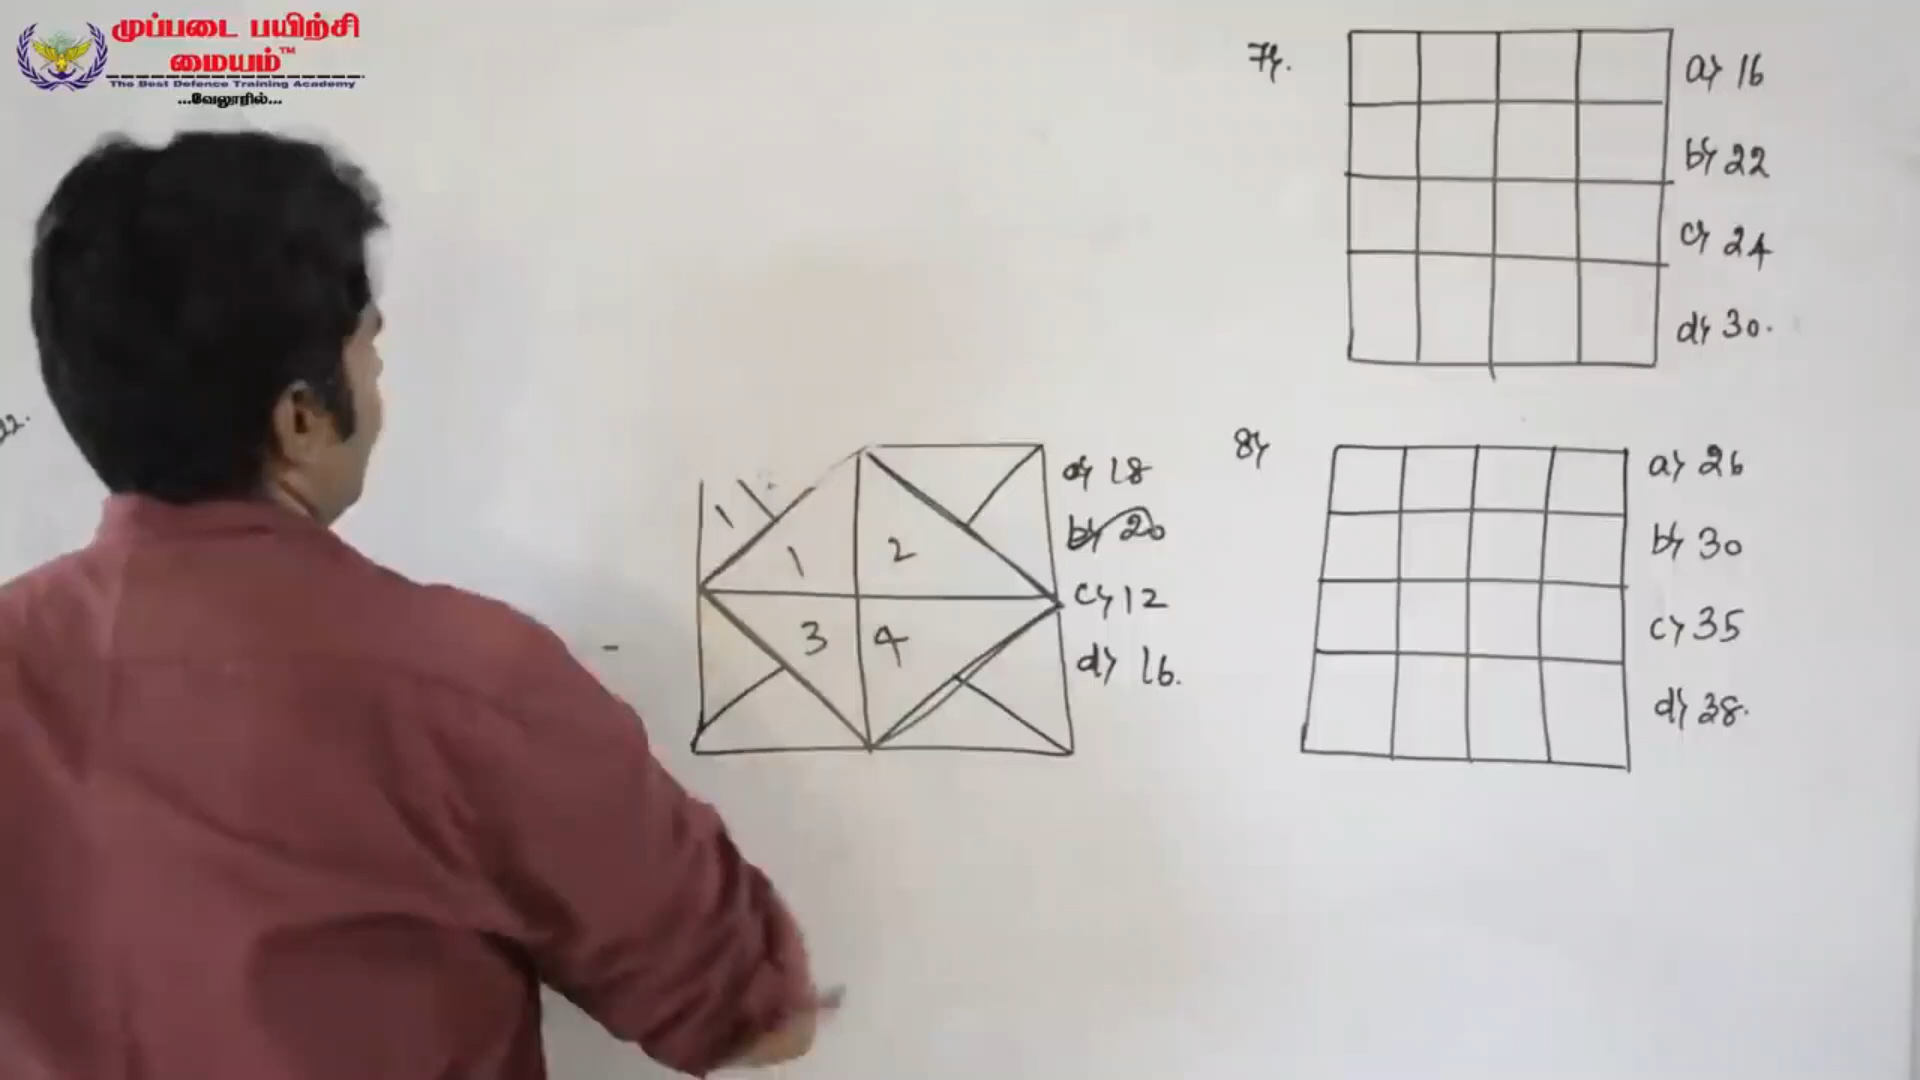 முப்படை பயிற்சி
மையம்™
The Best Defence Training Academy
...வேலூரில்...
22.
1
1
2
3
4
a) 18
b) 20
c) 12
d) 16.
7).
a) 16
b) 22
c) 24
d) 30.
8)
a) 26
b) 30
c) 35
d) 38.